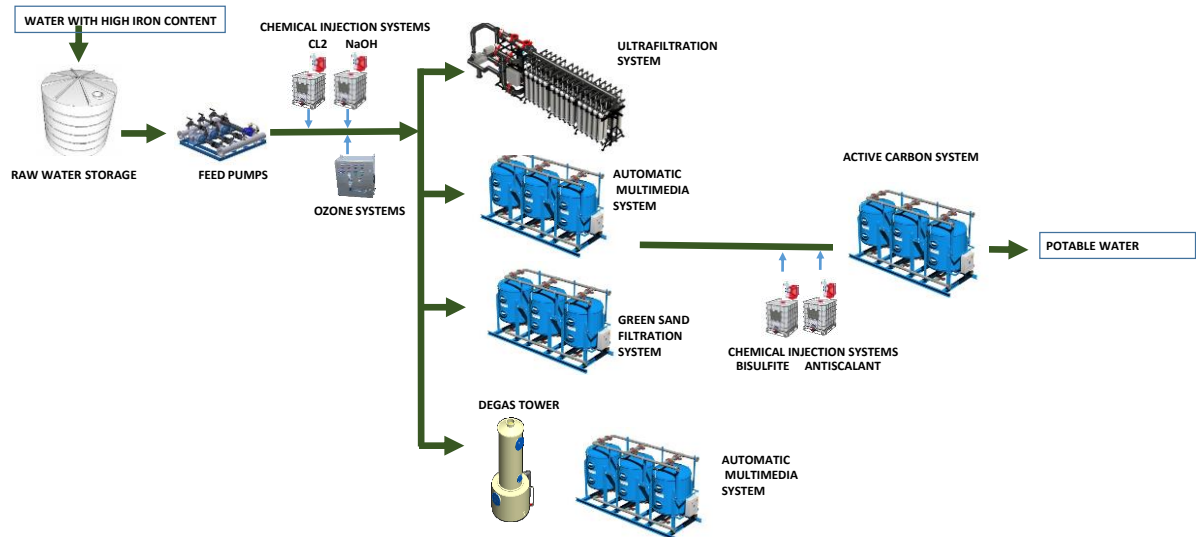 WATER WITH HIGH IRON CONTENT
CHEMICAL INJECTION SYSTEMS
CL2 NaOH
RAW WATER STORAGE
FEED PUMPS
OZONE SYSTEMS
ULTRAFILTRATION
SYSTEM
AUTOMATIC
MULTIMEDIA
SYSTEM
GREEN SAND
FILTRATION
SYSTEM
DEGAS TOWER
AUTOMATIC
MULTIMEDIA
SYSTEM
ACTIVE CARBON SYSTEM
CHEMICAL INJECTION SYSTEMS
BISULFITE ANTISCALANT
POTABLE WATER